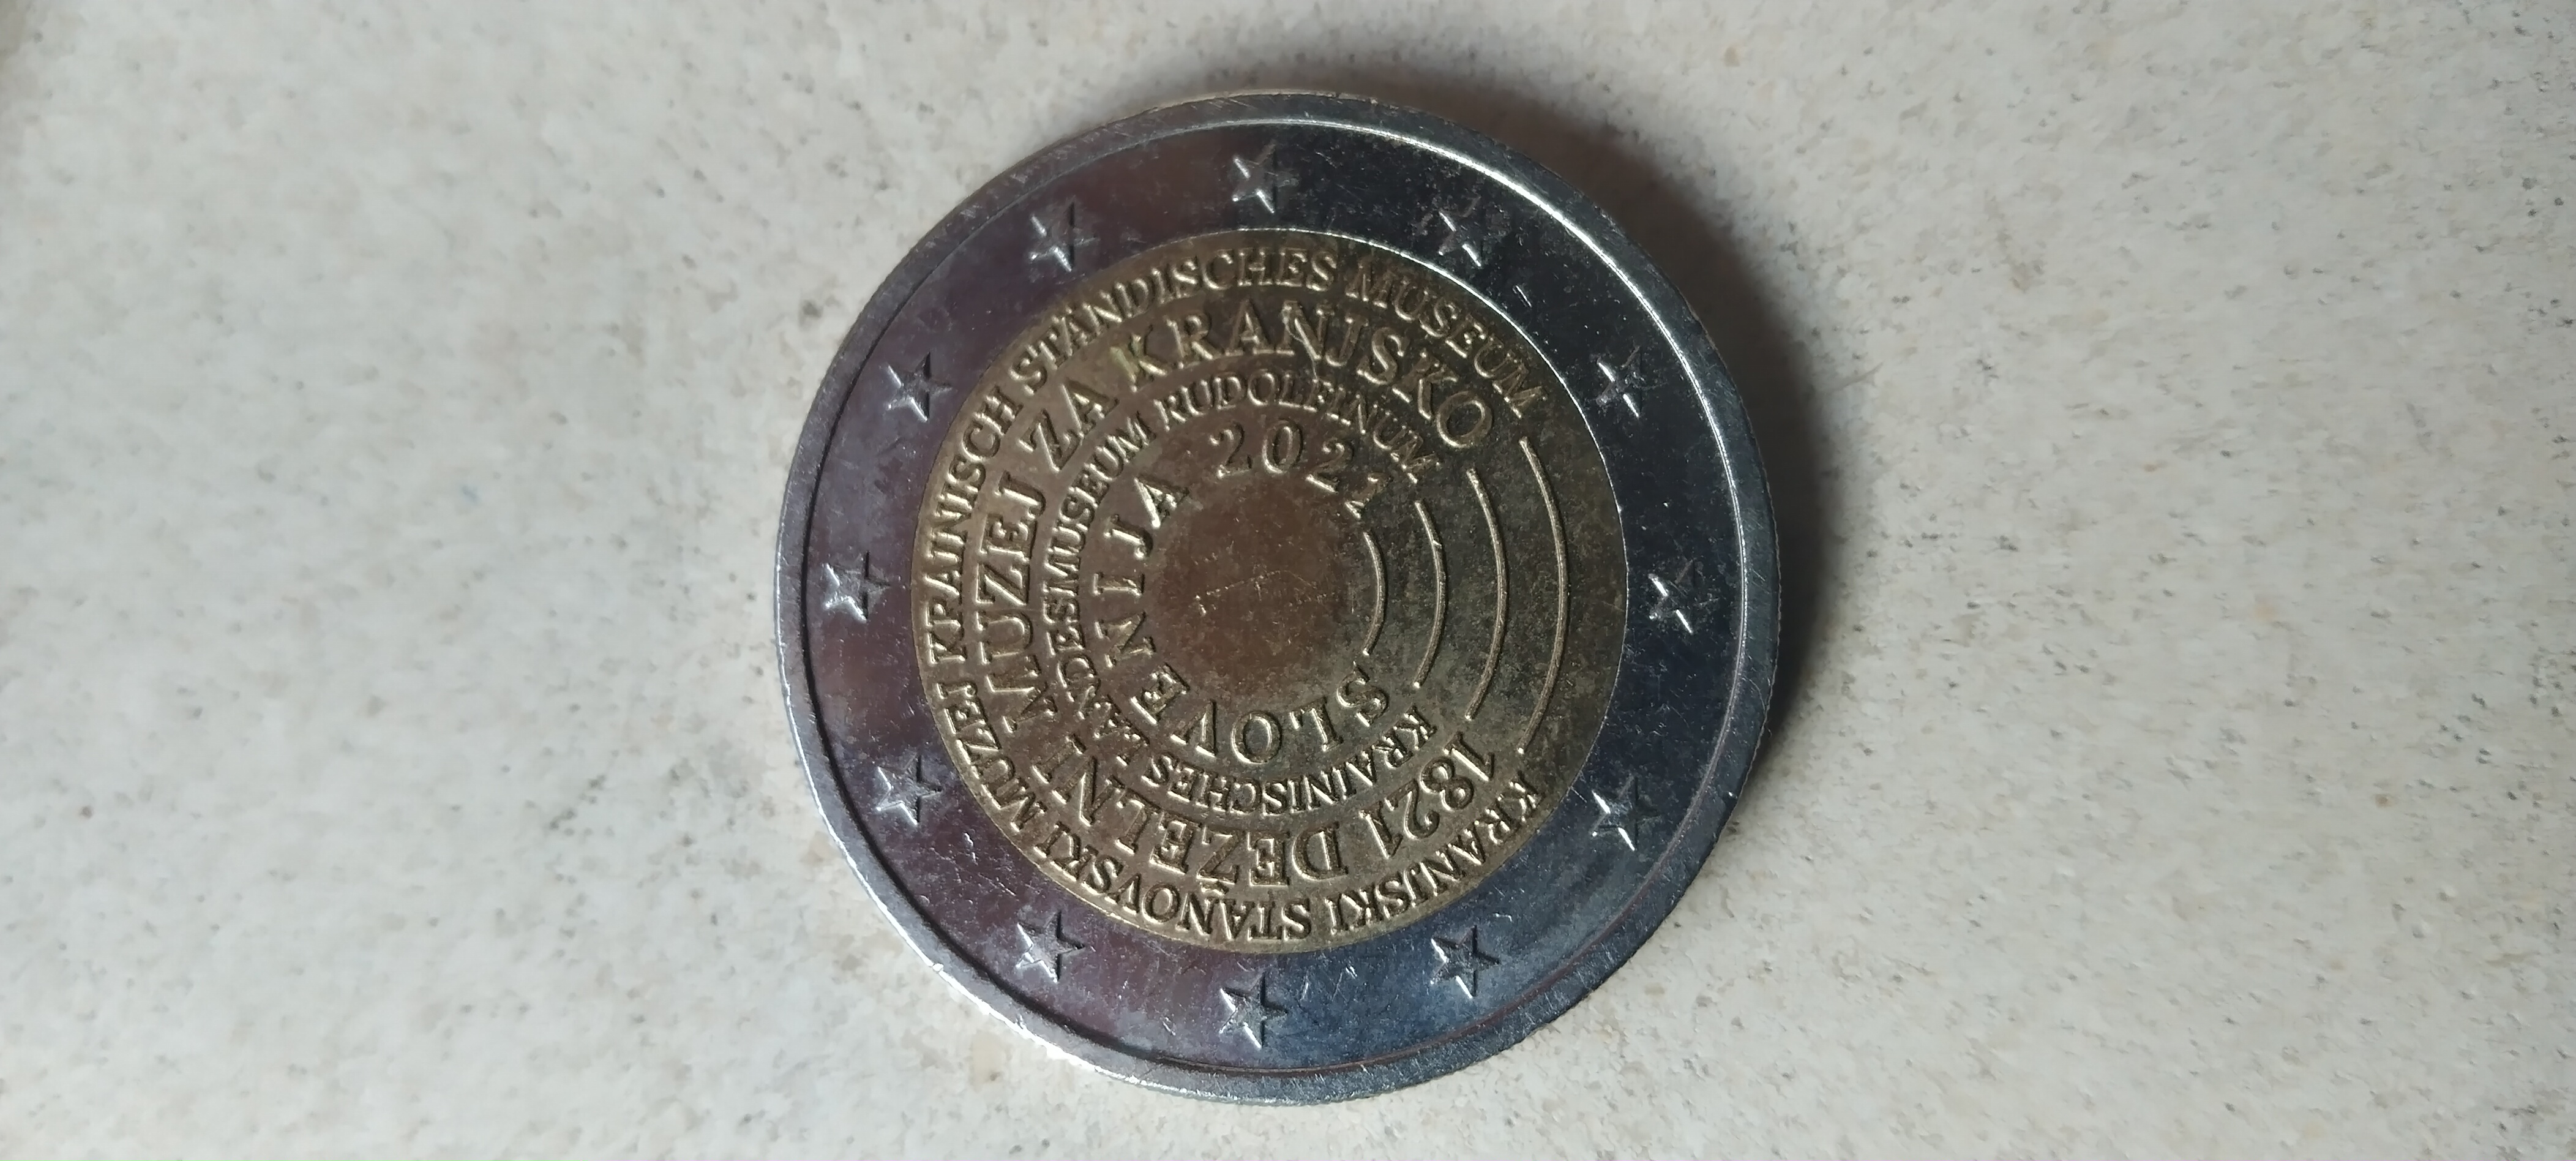 KRANJSKI STANOVSKI MUZEJ KRAINISCH STÄNDISCHES MUSEUM
1821 DEŽELNI MUZEJ ZA KRANJSKO
KRAINISCHES LANDESMUSEUM RUDOLFINUM
SLOVENIJA 2021